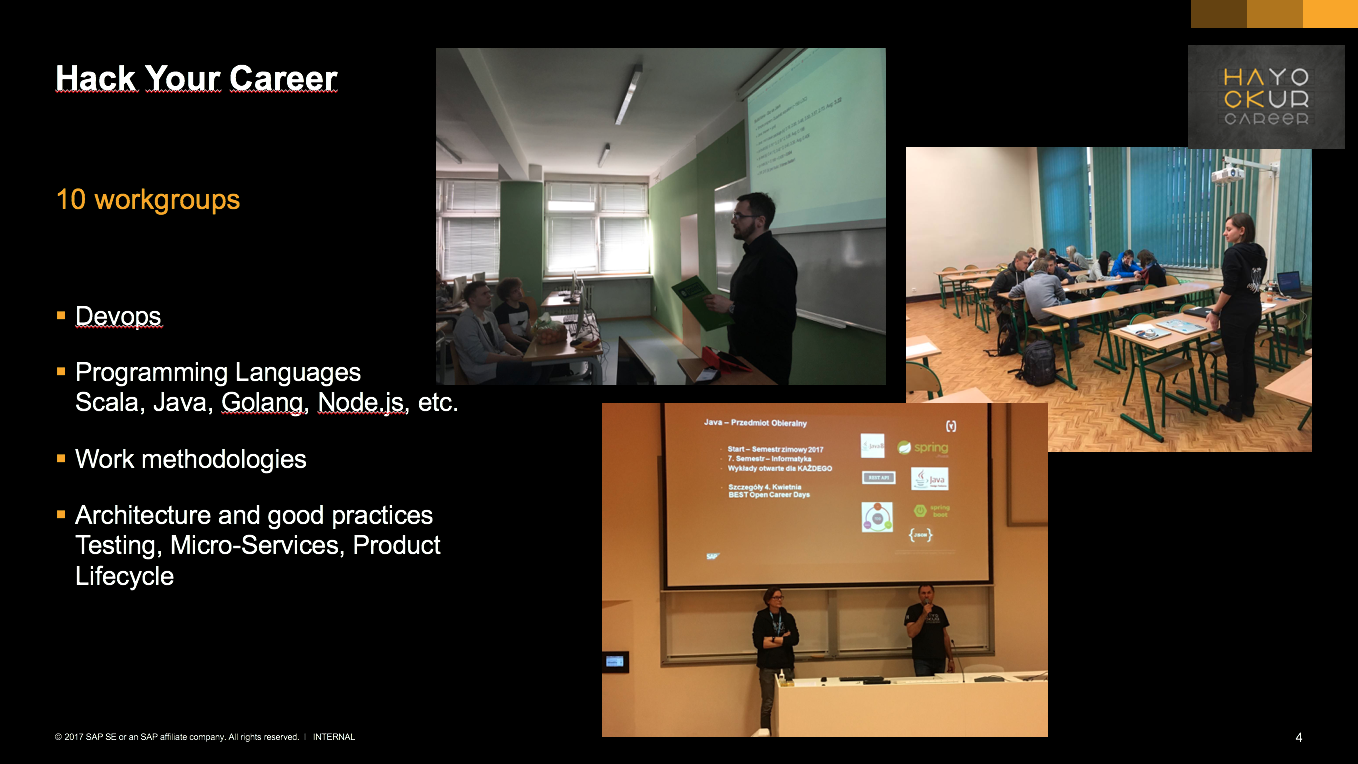 Hack Your Career
HAYO
CKUR
CAREER
10 workgroups
Devops
Programming Languages
Scala, Java, Golang, Node.js, etc.
Work methodologies
Architecture and good practices
Testing, Micro-Services, Product
Lifecycle
Java – Przedmiot Obieralny
Start – Semestr zimowy 2017
7. Semestr – Informatyka
Wykłady otwarte dla KAŻDEGO
Szczegóły 4. Kwietnia
BEST Open Career Days
spring
REST API
Java
spring
boot
{JSON}
SAP
© 2017 SAP SE or an SAP affiliate company. All rights reserved. | INTERNAL
4